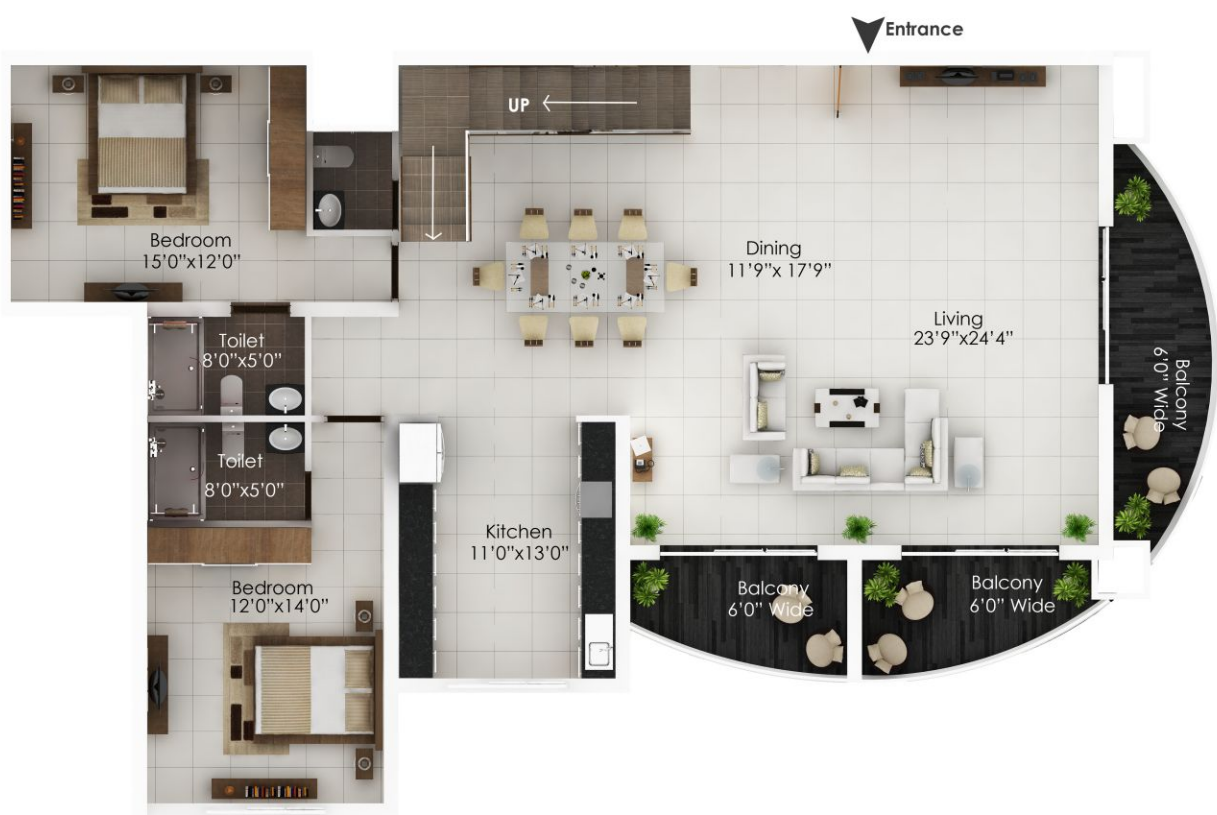 Entrance
UP
Bedroom
15'0"x12'0"
Dining
11'9"x 17'9"
Living
23'9"x24'4"
Toilet
8'0"x5'0"
Balcony
6'0" Wide
Toilet
8'0"x5'0"
Kitchen
11'0"x13'0"
Bedroom
12'0"x14'0"
Balcony
6'0" Wide
Balcony
6'0" Wide